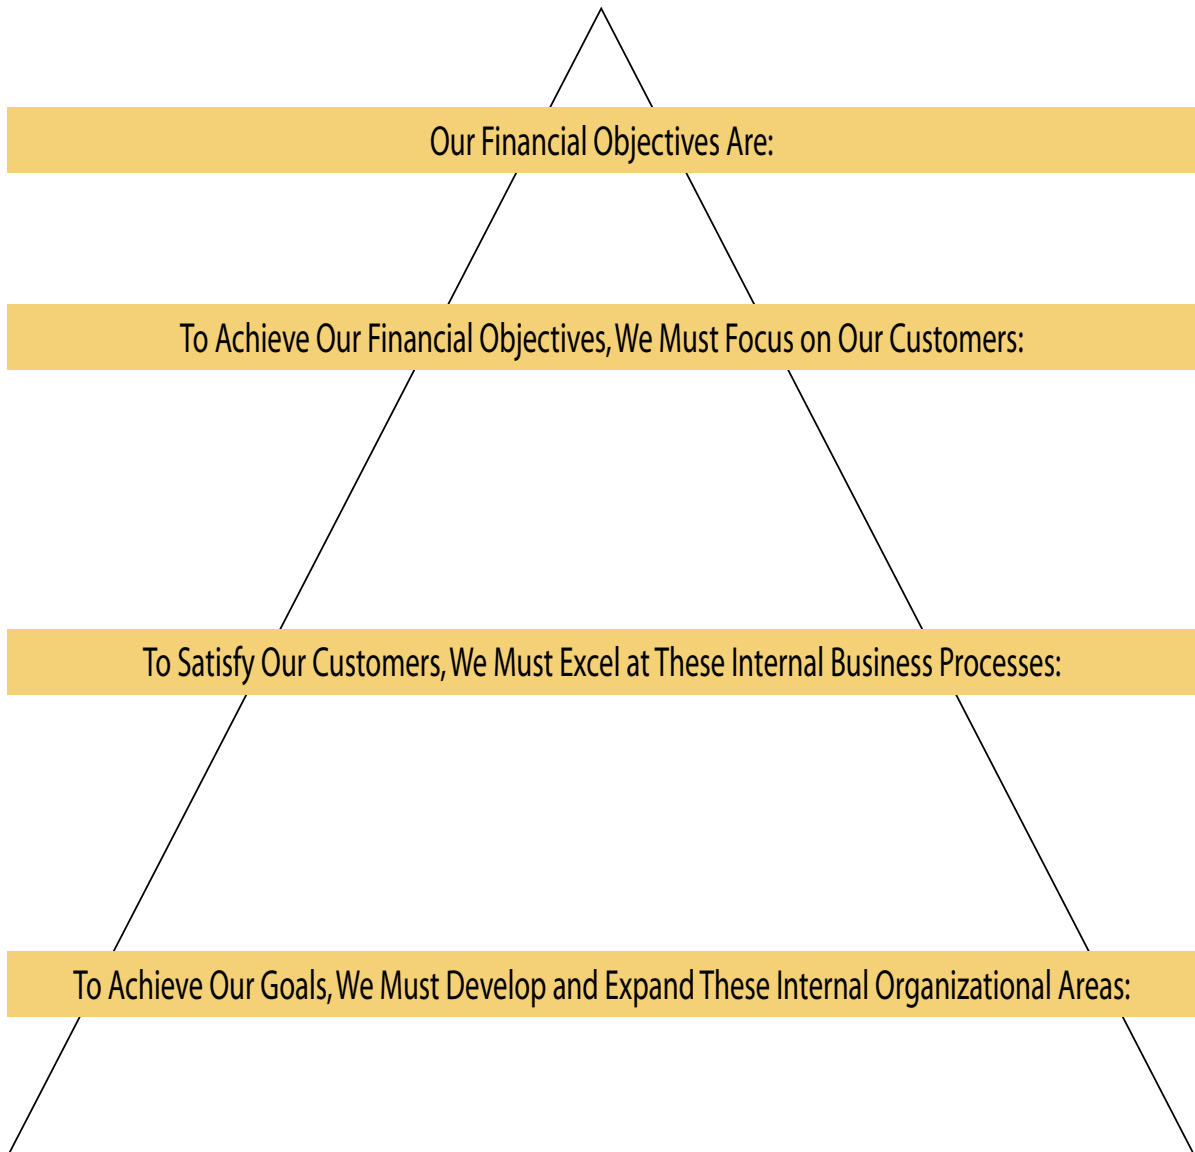 Our Financial Objectives Are:
To Achieve Our Financial Objectives, We Must Focus on Our Customers:
To Satisfy Our Customers, We Must Excel at These Internal Business Processes:
To Achieve Our Goals, We Must Develop and Expand These Internal Organizational Areas: